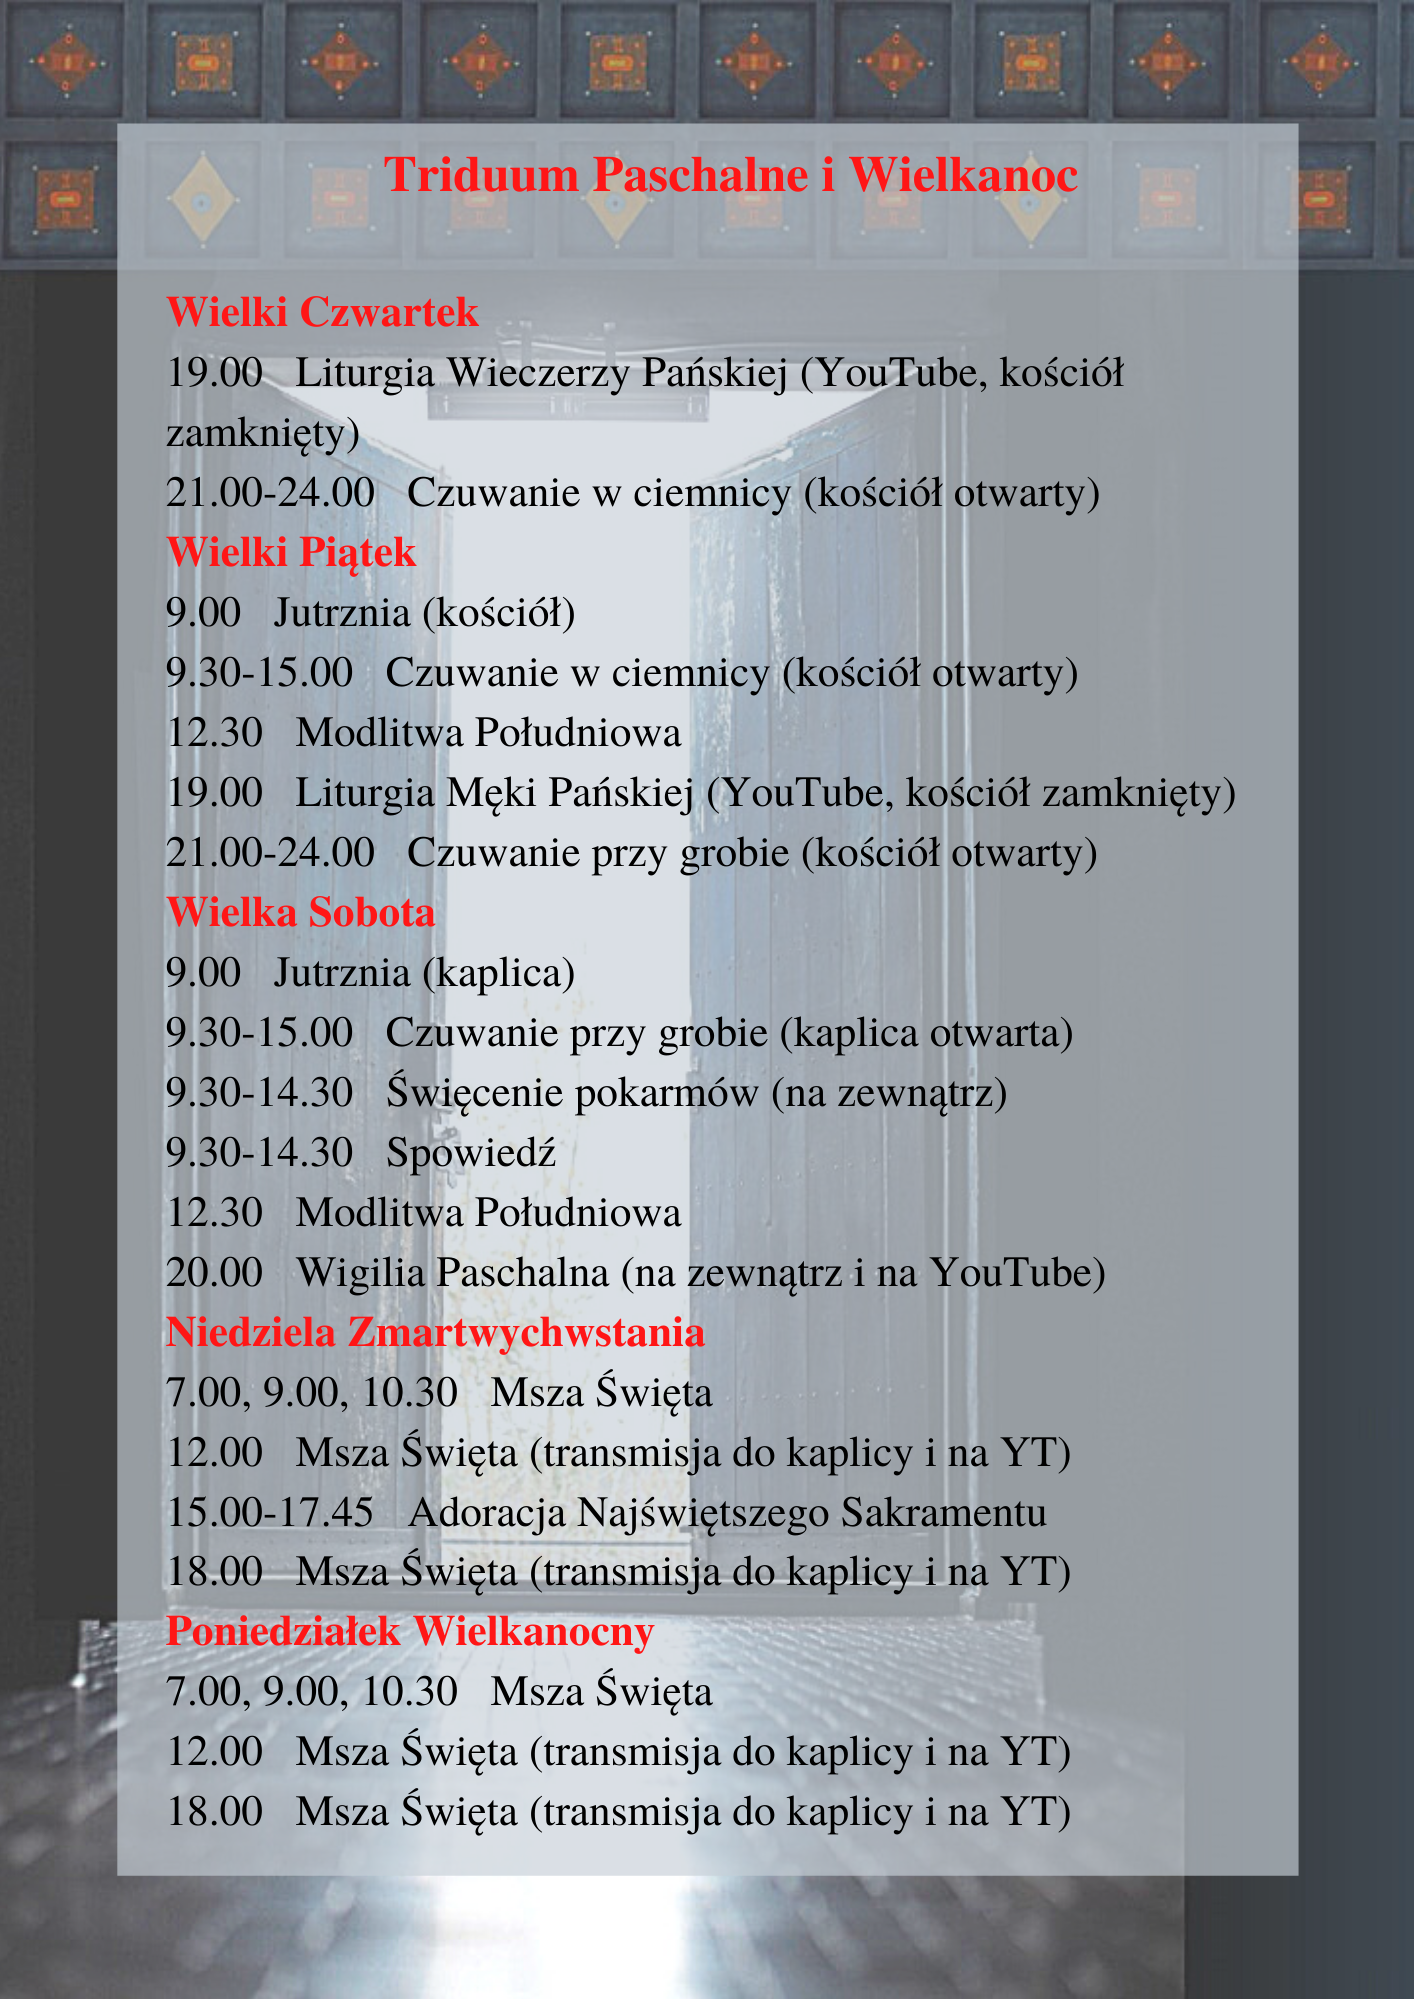 Triduum Paschalne i Wielkanoc
Wielki Czwartek
19.00 Liturgia Wieczerzy Pańskiej (YouTube, kościół
zamknięty)
21.00-24.00 Czuwanie w ciemnicy (kościół otwarty)
Wielki Piątek
9.00 Jutrznia (kościół)
9.30-15.00 Czuwanie w ciemnicy (kościół otwarty)
12.30 Modlitwa Południowa
19.00 Liturgia Męki Pańskiej (YouTube, kościół zamknięty)
21.00-24.00 Czuwanie przy grobie (kościół otwarty)
Wielka Sobota
9.00 Jutrznia (kaplica)
9.30-15.00 Czuwanie przy grobie (kaplica otwarta)
9.30-14.30 Święcenie pokarmów (na zewnątrz)
9.30-14.30 Spowiedź
12.30 Modlitwa Południowa
20.00 Wigilia Paschalna (na zewnątrz i na YouTube)
Niedziela Zmartwychwstania
7.00, 9.00, 10.30 Msza Święta
12.00 Msza Święta (transmisja do kaplicy i na YT)
15.00-17.45 Adoracja Najświętszego Sakramentu
18.00 Msza Święta (transmisja do kaplicy i na YT)
Poniedziałek Wielkanocny
7.00, 9.00, 10.30 Msza Święta
12.00 Msza Święta (transmisja do kaplicy i na YT)
18.00 Msza Święta (transmisja do kaplicy i na YT)